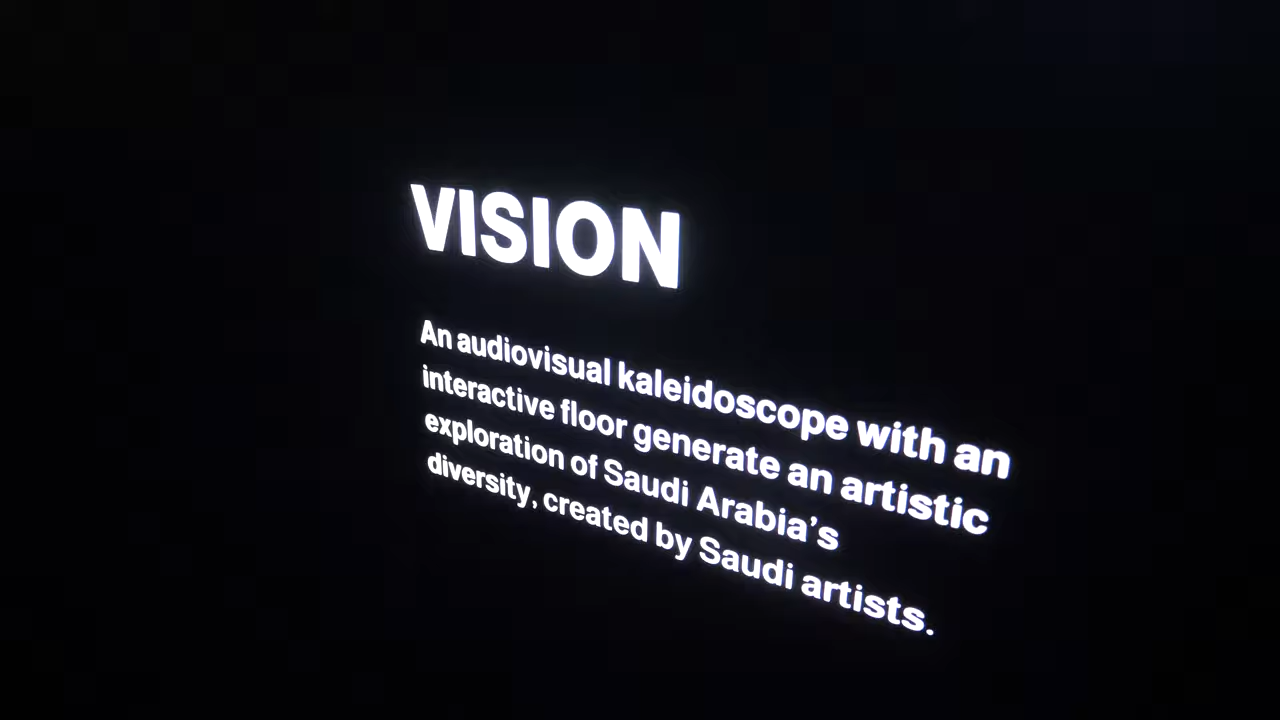 VISION
An audiovisual kaleidoscope with an
interactive floor generate an artistic
exploration of Saudi Arabia’s
diversity, created by Saudi artists.